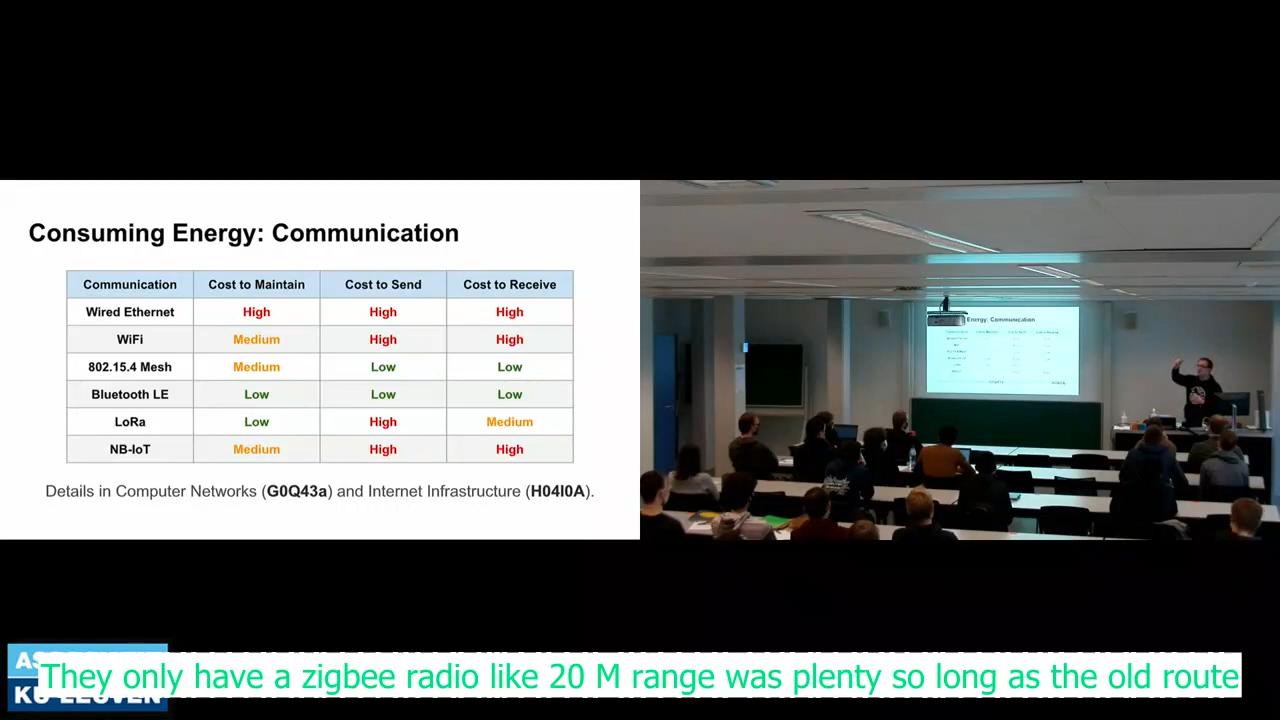 Consuming Energy: Communication
Communication Cost to Maintain Cost to Send Cost to Receive
Wired Ethernet High High High
WiFi Medium High High
802.15.4 Mesh Medium Low Low
Bluetooth LE Low Low Low
LoRa Low High Medium
NB-IoT Medium High High
Details in Computer Networks (G0Q43a) and Internet Infrastructure (H04I0A).
Energy: Communication
They only have a zigbee radio like 20 M range was plenty so long as the old route